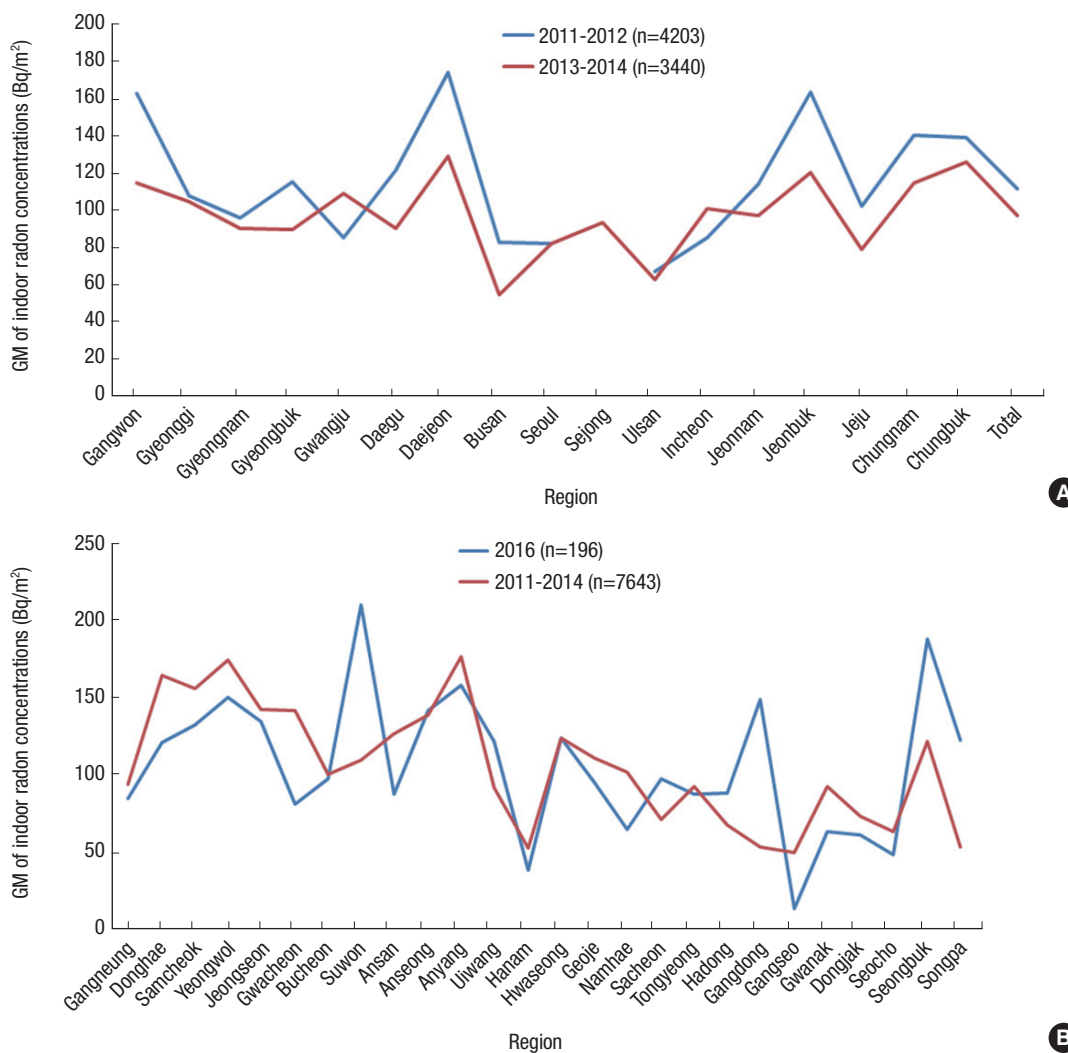 GM of indoor radon concentrations (Bq/m²)
200
180
160
140
120
100
80
60
40
20
0
2011-2012 (n=4203)
2013-2014 (n=3440)
Gangwon
Gyeonggi
Gyeongnam
Gyeongbuk
Gwangju
Daegu
Daejeon
Busan
Seoul
Sejong
Ulsan
Incheon
Jeonnam
Jeonbuk
Jeju
Chungnam
Chungbuk
Total
Region
A
GM of indoor radon concentrations (Bq/m²)
250
200
150
100
50
0
2016 (n=196)
2011-2014 (n=7643)
Gangneung
Donghae
Samcheok
Yeongwol
Jeongseon
Gwacheon
Bucheon
Suwon
Ansan
Anseong
Anyang
Uiwang
Hanam
Hwaseong
Geoje
Namhae
Sacheon
Tongyeong
Hadong
Gangdong
Gangseo
Gwanak
Dongjak
Seocho
Seongbuk
Songpa
Region
B